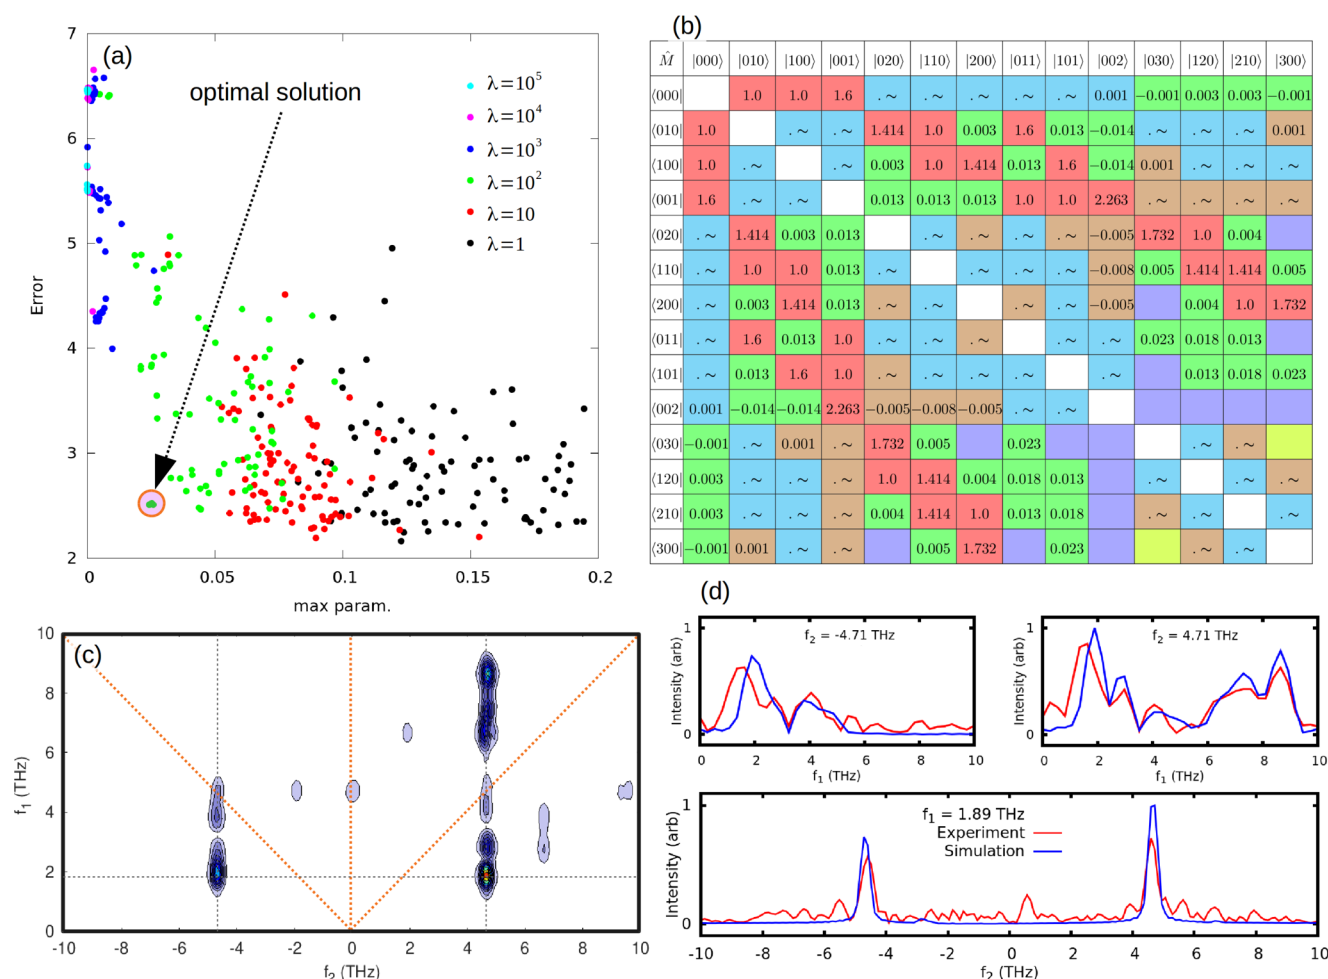 (a)
7
6
5
4
3
2
Error
optimal solution
λ=10⁵
λ=10⁴
λ=10³
λ=10²
λ=10
λ=1
0 0.05 0.1 0.15 0.2
max param.
(b)
M̂ |000⟩ |010⟩ |100⟩ |001⟩ |020⟩ |110⟩ |200⟩ |011⟩ |101⟩ |002⟩ |030⟩ |120⟩ |210⟩ |300⟩
⟨000| 1.0 1.0 1.6 . ~ . ~ . ~ . ~ . ~ 0.001 −0.001 0.003 0.003 −0.001
⟨010| 1.0 . ~ . ~ 1.414 1.0 0.003 1.6 0.013 −0.014 . ~ . ~ . ~ 0.001
⟨100| 1.0 . ~ . ~ 0.003 1.0 1.414 0.013 1.6 −0.014 0.001 . ~ . ~ . ~
⟨001| 1.6 . ~ . ~ 0.013 0.013 0.013 1.0 1.0 2.263 . ~ . ~ . ~ . ~
⟨020| . ~ 1.414 0.003 0.013 . ~ . ~ . ~ . ~ −0.005 1.732 1.0 0.004
⟨110| . ~ 1.0 1.0 0.013 . ~ . ~ . ~ . ~ −0.008 0.005 1.414 1.414 0.005
⟨200| . ~ 0.003 1.414 0.013 . ~ . ~ . ~ . ~ −0.005 0.004 1.0 1.732
⟨011| . ~ 1.6 0.013 1.0 . ~ . ~ . ~ . ~ . ~ 0.023 0.018 0.013
⟨101| . ~ 0.013 1.6 1.0 . ~ . ~ . ~ . ~ . ~ 0.013 0.018 0.023
⟨002| 0.001 −0.014 −0.014 2.263 −0.005 −0.008 −0.005 . ~ . ~
⟨030| −0.001 . ~ 0.001 . ~ 1.732 0.005 0.023 . ~ . ~
⟨120| 0.003 . ~ . ~ . ~ 1.0 1.414 0.004 0.018 0.013 . ~ . ~ . ~
⟨210| 0.003 . ~ . ~ . ~ 0.004 1.414 1.0 0.013 0.018 . ~ . ~ . ~
⟨300| −0.001 0.001 . ~ . ~ 0.005 1.732 0.023 . ~ . ~
(c)
10
8
6
4
2
0
f₁ (THz)
-10 -8 -6 -4 -2 0 2 4 6 8 10
f₂ (THz)
(d)
f₂ = -4.71 THz
1
0
Intensity (arb)
0 2 4 6 8 10
f₁ (THz)
f₂ = 4.71 THz
1
0
Intensity (arb)
0 2 4 6 8 10
f₁ (THz)
f₁ = 1.89 THz
Experiment
Simulation
1
0
Intensity (arb)
-10 -8 -6 -4 -2 0 2 4 6 8 10
f₂ (THz)